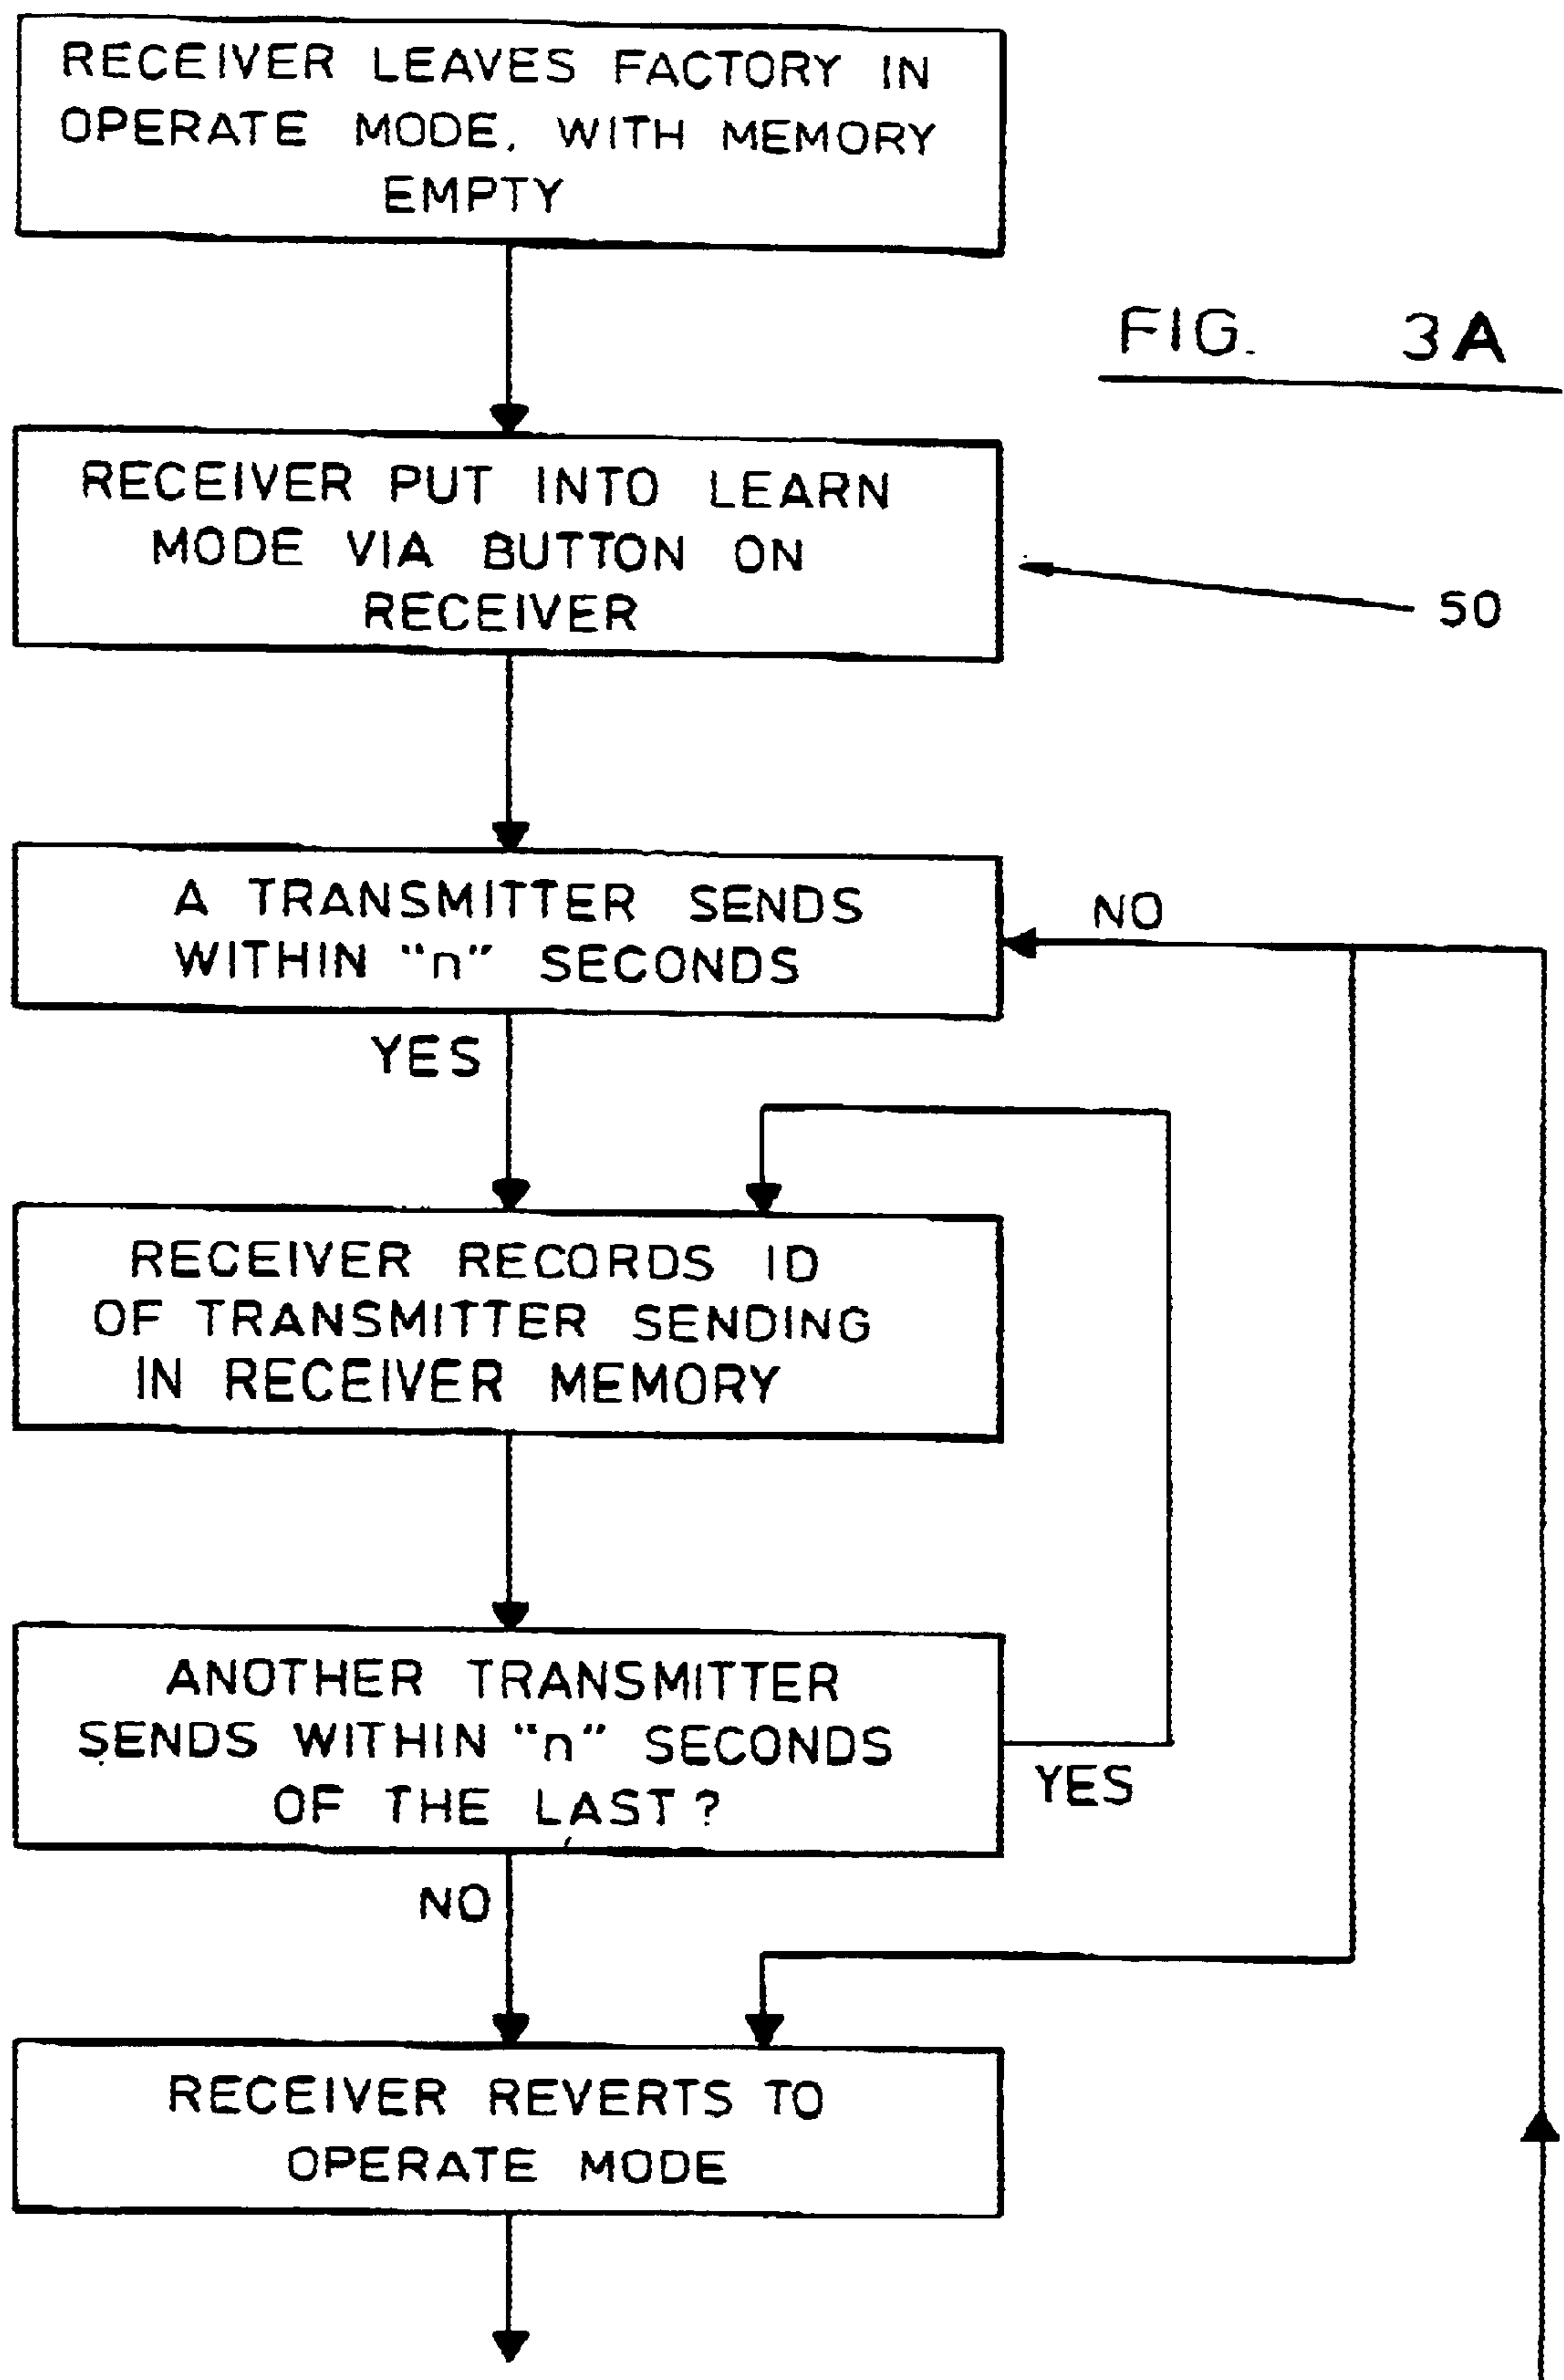 RECEIVER LEAVES FACTORY IN
OPERATE MODE, WITH MEMORY
EMPTY
FIG. 3A
RECEIVER PUT INTO LEARN
MODE VIA BUTTON ON
RECEIVER
50
A TRANSMITTER SENDS
WITHIN "n" SECONDS
NO
YES
RECEIVER RECORDS ID
OF TRANSMITTER SENDING
IN RECEIVER MEMORY
ANOTHER TRANSMITTER
SENDS WITHIN "n" SECONDS
OF THE LAST?
YES
NO
RECEIVER REVERTS TO
OPERATE MODE